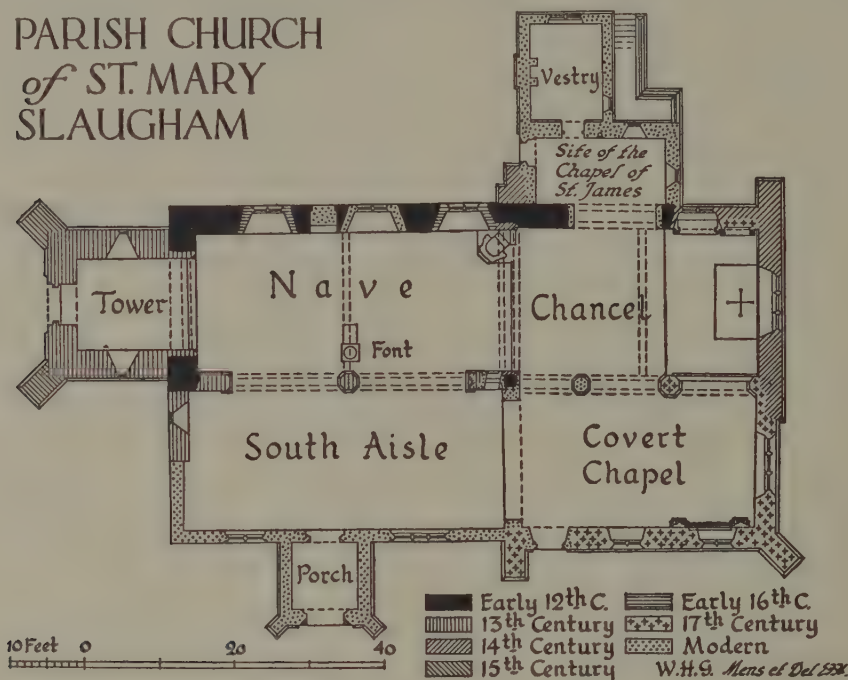 PARISH CHURCH
of ST. MARY
SLAUGHAM
Vestry
Site of the
Chapel of
St. James
Tower
Nave
Chancel
Font
South Aisle
Covert
Chapel
Porch
Early 12th C.
13th Century
14th Century
15th Century
Early 16th C.
17th Century
Modern
10 Feet 0 20 40
W.H.G. Mens et Del